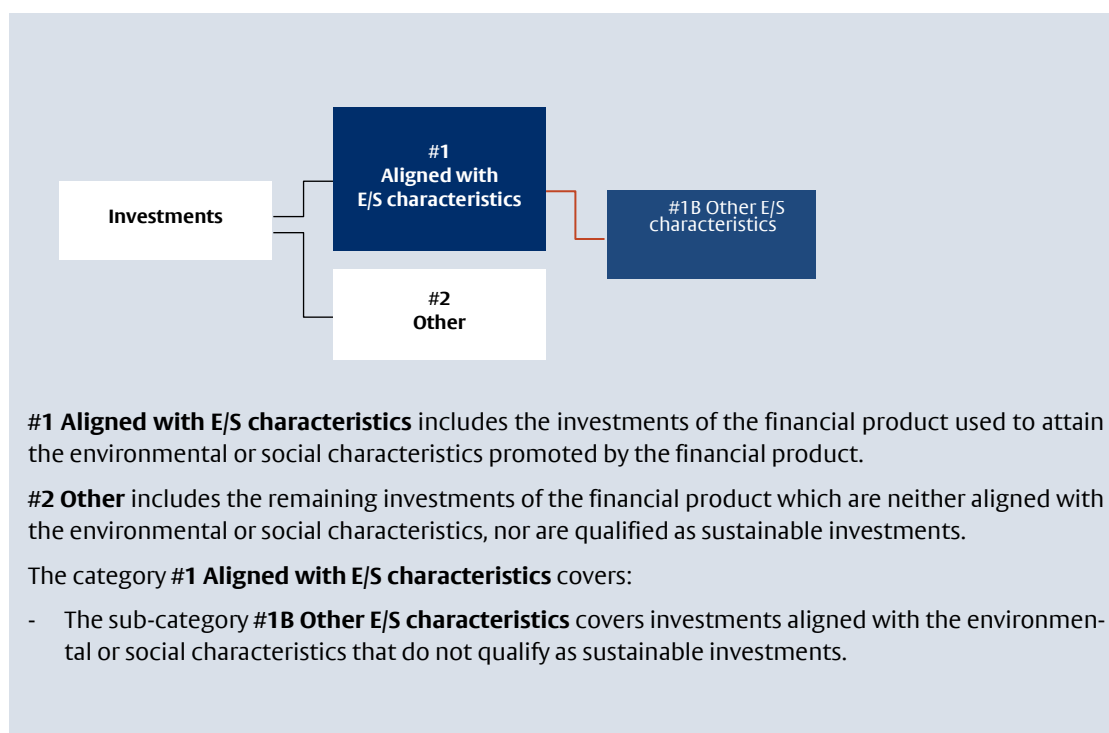 #1
Aligned with
E/S characteristics
Investments
#1B Other E/S
characteristics
#2
Other
#1 Aligned with E/S characteristics includes the investments of the financial product used to attain
the environmental or social characteristics promoted by the financial product.
#2 Other includes the remaining investments of the financial product which are neither aligned with
the environmental or social characteristics, nor are qualified as sustainable investments.
The category #1 Aligned with E/S characteristics covers:
- The sub-category #1B Other E/S characteristics covers investments aligned with the environmen-
tal or social characteristics that do not qualify as sustainable investments.